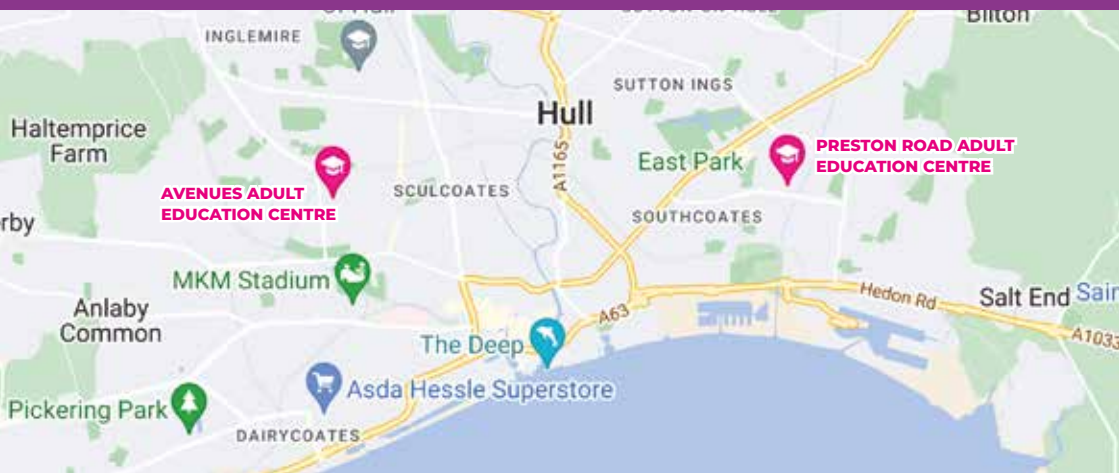 Bilton
INGLEMIRE
SUTTON INGS
Hull
Haltemprice
Farm
A1165
East Park
PRESTON ROAD ADULT
EDUCATION CENTRE
AVENUES ADULT
EDUCATION CENTRE
SCULCOATES
SOUTHCOATES
rby
MKM Stadium
Anlaby
Common
Hedon Rd
Salt End
Sain
A63
A1033
The Deep
Asda Hessle Superstore
Pickering Park
DAIRYCOATES